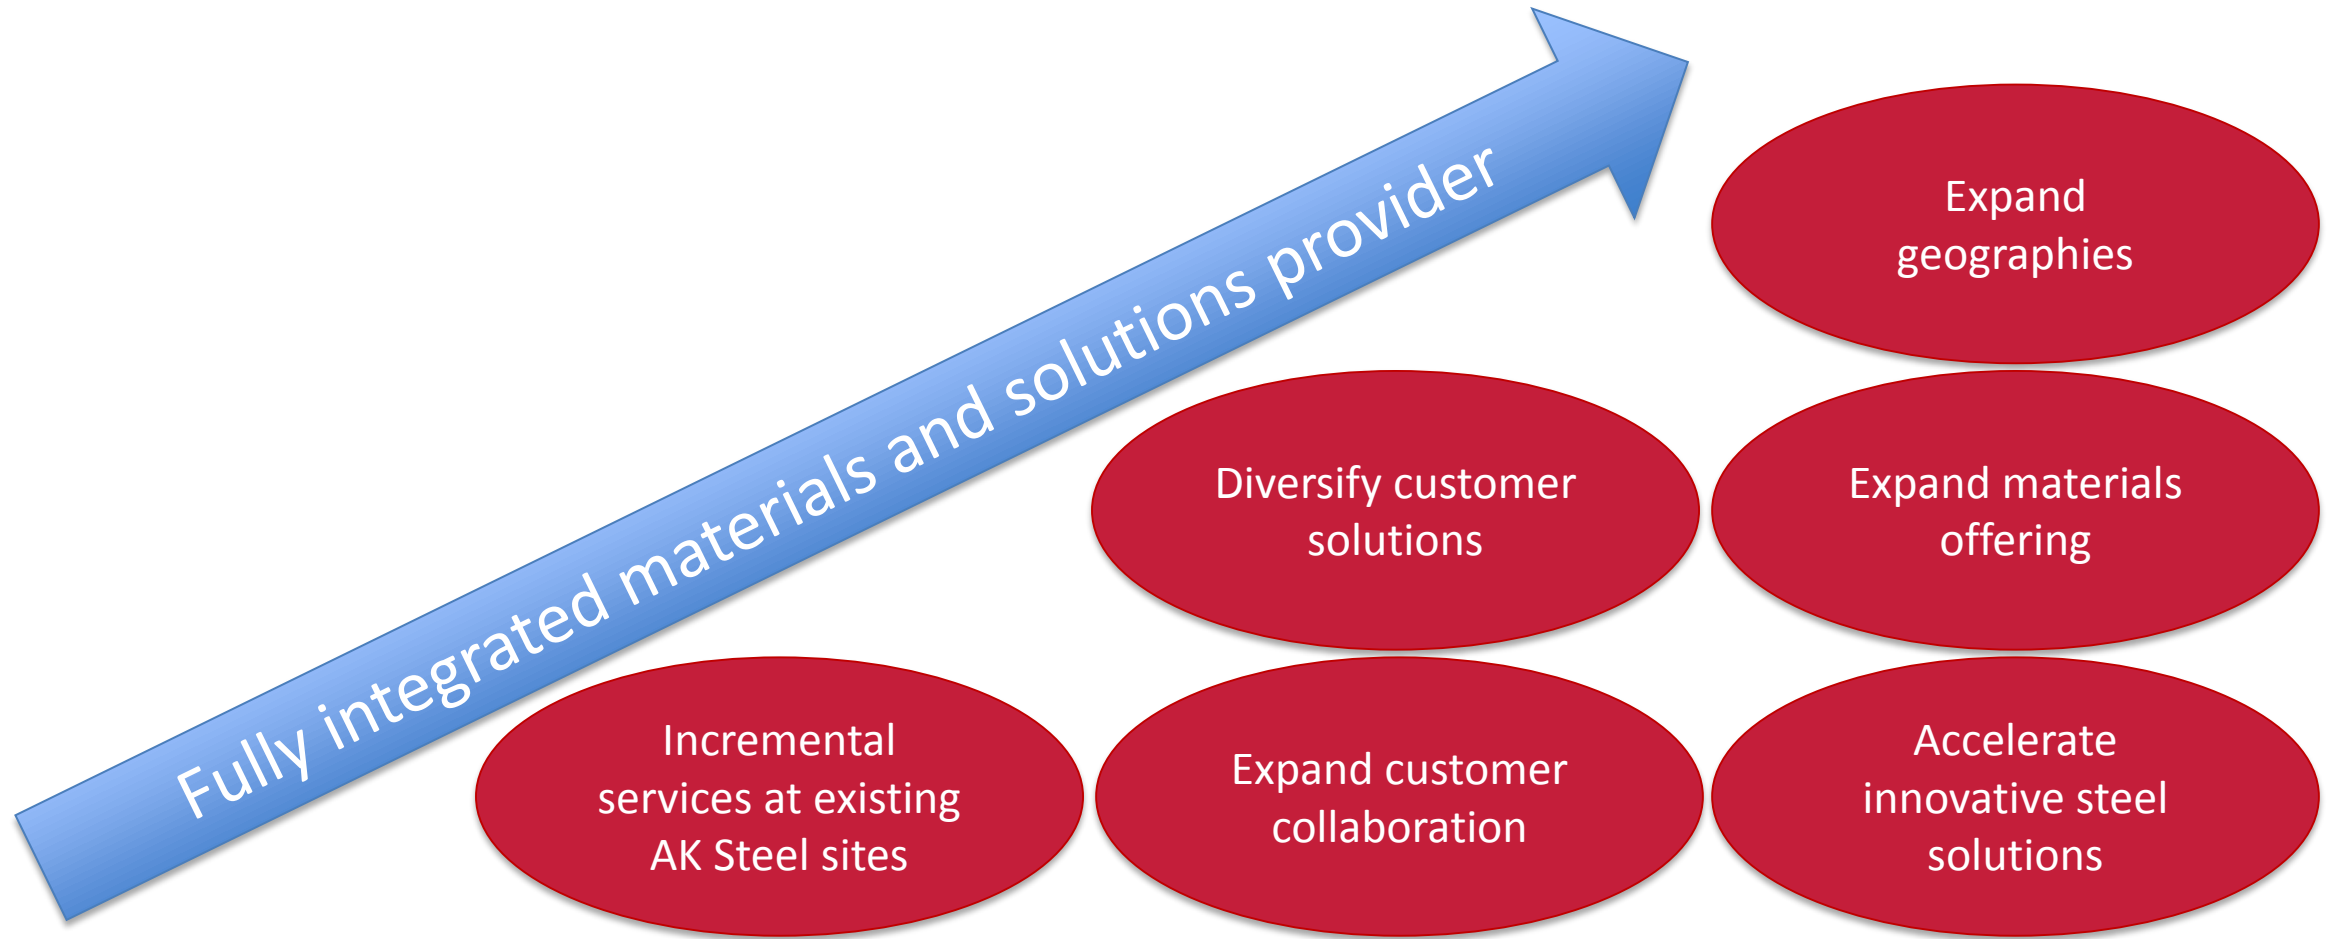 Fully integrated materials and solutions provider
Expand
geographies
Diversify customer
solutions
Expand materials
offering
Incremental
services at existing
AK Steel sites
Expand customer
collaboration
Accelerate
innovative steel
solutions